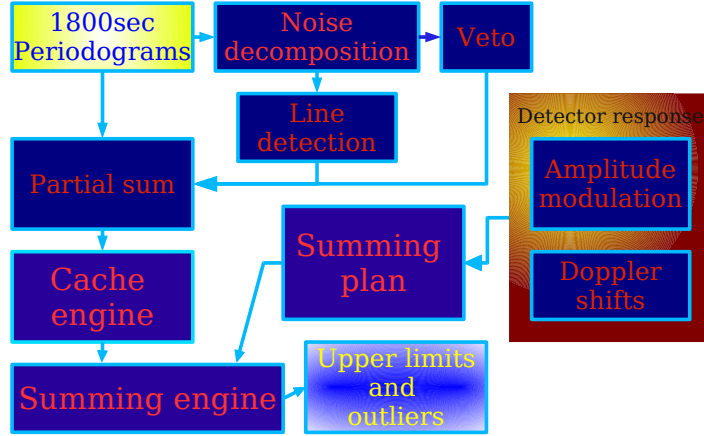 1800sec
Periodograms
Noise
decomposition
Veto
Line
detection
Detector response
Partial sum
Amplitude
modulation
Summing
plan
Cache
engine
Doppler
shifts
Summing engine
Upper limits
and
outliers